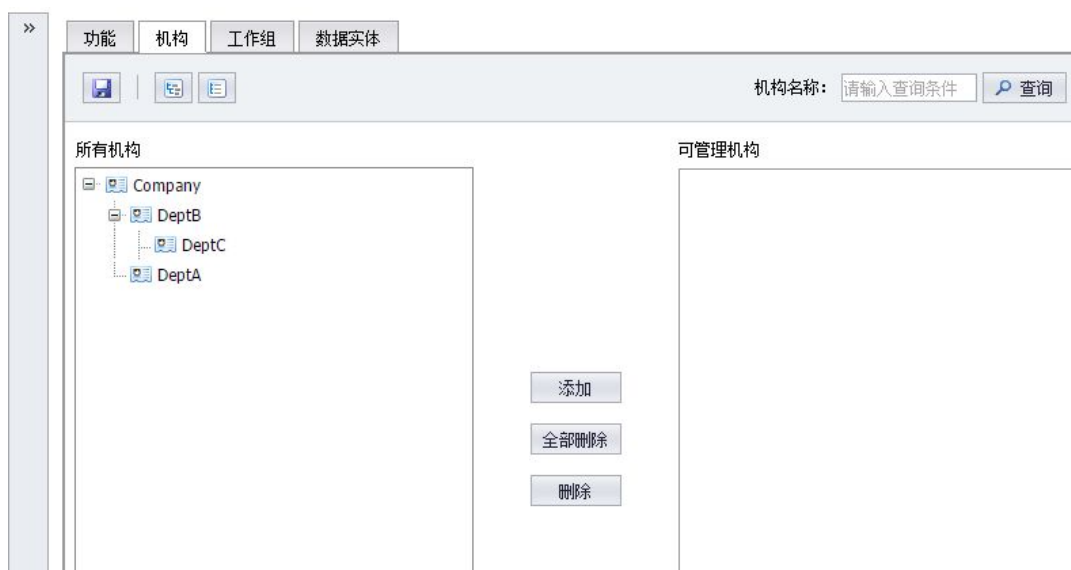 »
功能 机构 工作组 数据实体
机构名称： 请输入查询条件 查询
所有机构 可管理机构
Company
DeptB
DeptC
DeptA
添加
全部删除
删除